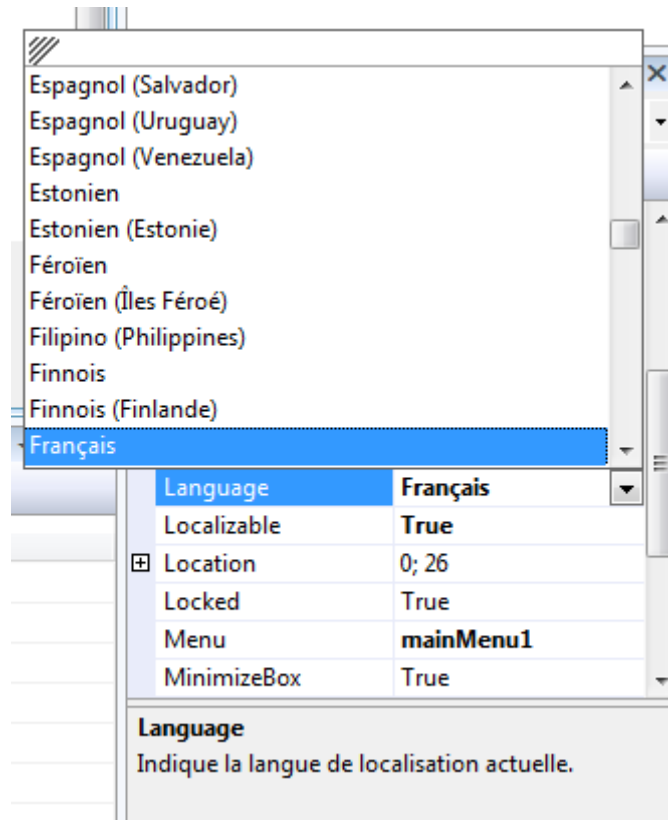 Espagnol (Salvador)
Espagnol (Uruguay)
Espagnol (Venezuela)
Estonien
Estonien (Estonie)
Féroïen
Féroïen (Îles Féroé)
Filipino (Philippines)
Finnois
Finnois (Finlande)
Français
Language Français
Localizable True
Location 0; 26
Locked True
Menu mainMenu1
MinimizeBox True
Language
Indique la langue de localisation actuelle.